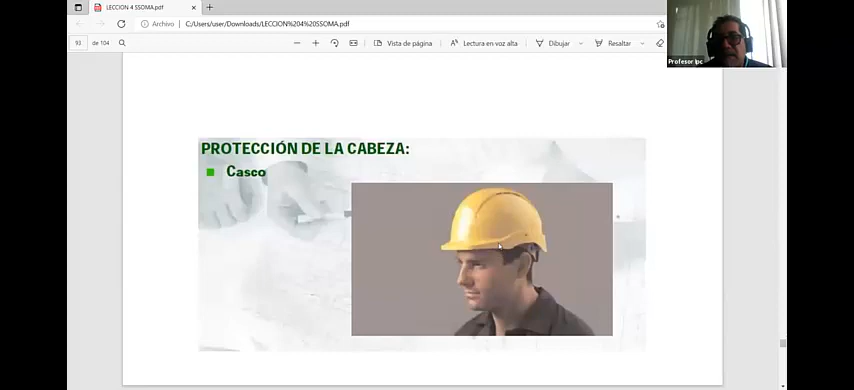 LECCION 4 SSOMA.pdf
Archivo
C:/Users/user/Downloads/LECCION%204%20SSOMA.pdf
93
de 104
Vista de página
Lectura en voz alta
Dibujar
Resaltar
Profesor ipc
PROTECCIÓN DE LA CABEZA:
Casco